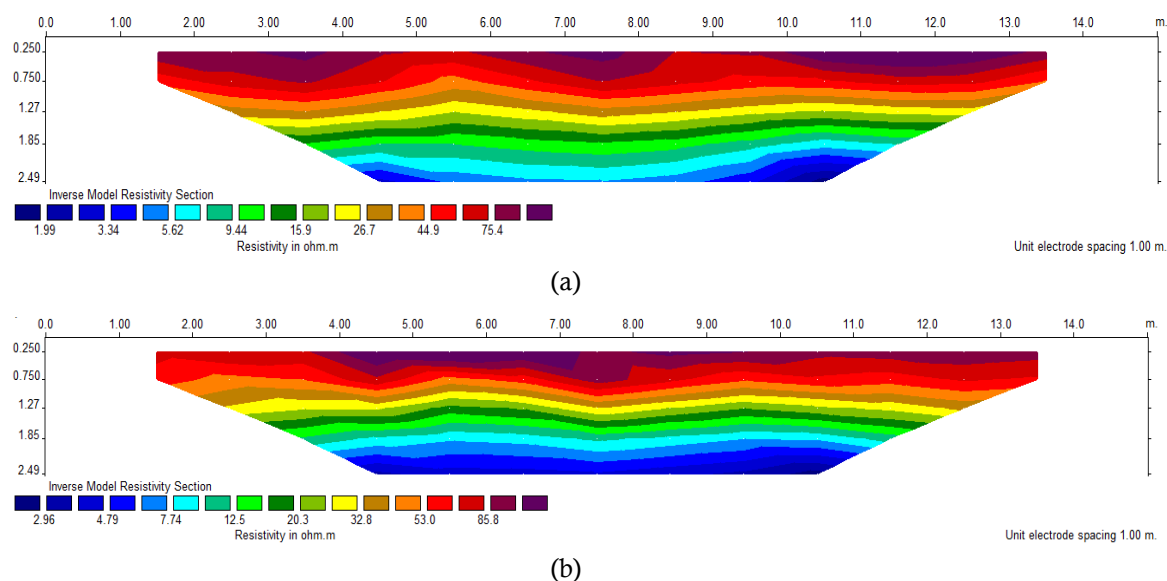 0.0 1.00 2.00 3.00 4.00 5.00 6.00 7.00 8.00 9.00 10.0 11.0 12.0 13.0 14.0 m.
0.250
0.750
1.27
1.85
2.49
Inverse Model Resistivity Section
1.99 3.34 5.62 9.44 15.9 26.7 44.9 75.4
Resistivity in ohm.m Unit electrode spacing 1.00 m.
(a)
0.0 1.00 2.00 3.00 4.00 5.00 6.00 7.00 8.00 9.00 10.0 11.0 12.0 13.0 14.0 m.
0.250
0.750
1.27
1.85
2.49
Inverse Model Resistivity Section
2.96 4.79 7.74 12.5 20.3 32.8 53.0 85.8
Resistivity in ohm.m Unit electrode spacing 1.00 m.
(b)